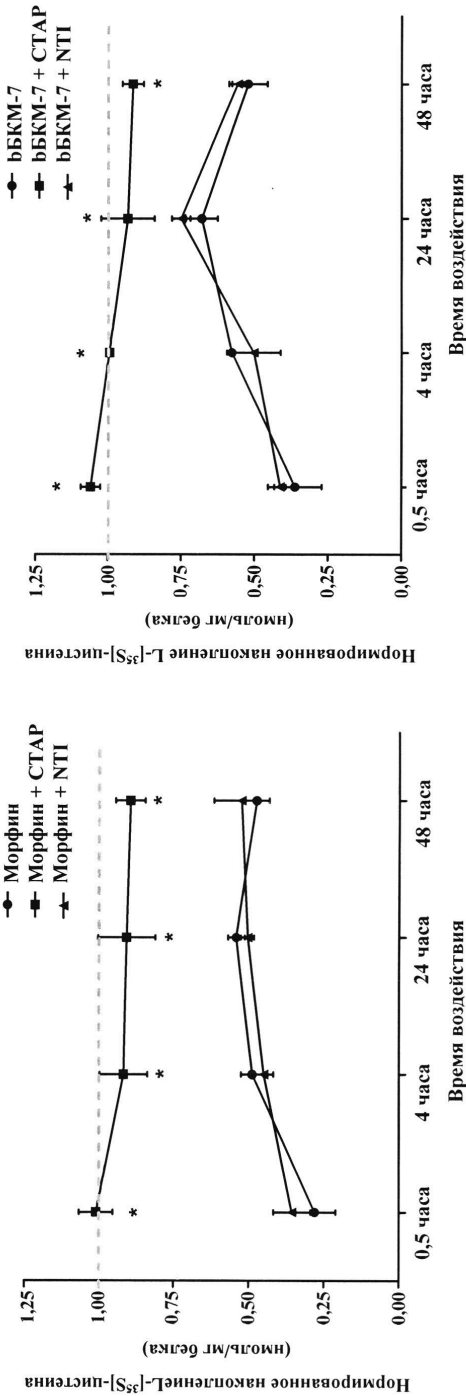 Морфин
Морфин + CTAP
Морфин + NTI
Нормированное накоплениеL-[³⁵S]-цистеина
(нмоль/мг белка)
1,25
1,00
0,75
0,50
0,25
0,00
*
*
*
*
0,5 часа
4 часа
24 часа
48 часа
Время воздействия
bБКМ-7
bБКМ-7 + CTAP
bБКМ-7 + NTI
Нормированное накопление L-[³⁵S]-цистеина
(нмоль/мг белка)
1,25
1,00
0,75
0,50
0,25
0,00
*
*
*
*
0,5 часа
4 часа
24 часа
48 часа
Время воздействия